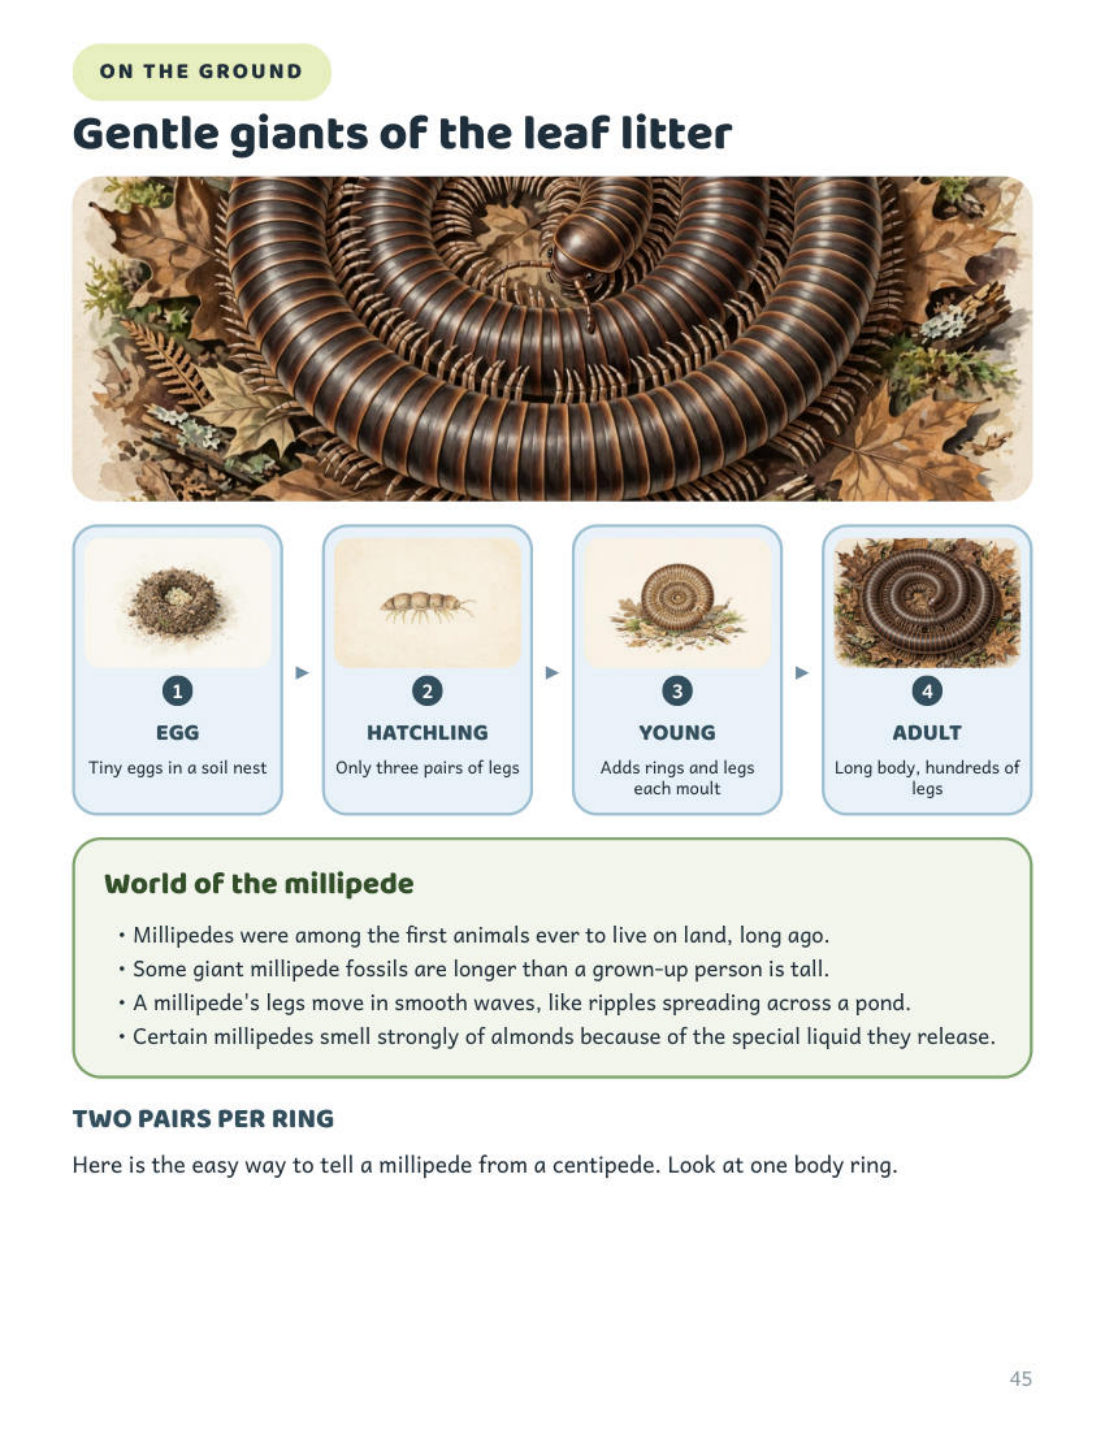 ON THE GROUND
Gentle giants of the leaf litter
1
EGG
Tiny eggs in a soil nest
2
HATCHLING
Only three pairs of legs
3
YOUNG
Adds rings and legs
each moult
4
ADULT
Long body, hundreds of
legs
World of the millipede
• Millipedes were among the first animals ever to live on land, long ago.
• Some giant millipede fossils are longer than a grown-up person is tall.
• A millipede's legs move in smooth waves, like ripples spreading across a pond.
• Certain millipedes smell strongly of almonds because of the special liquid they release.
TWO PAIRS PER RING
Here is the easy way to tell a millipede from a centipede. Look at one body ring.
45